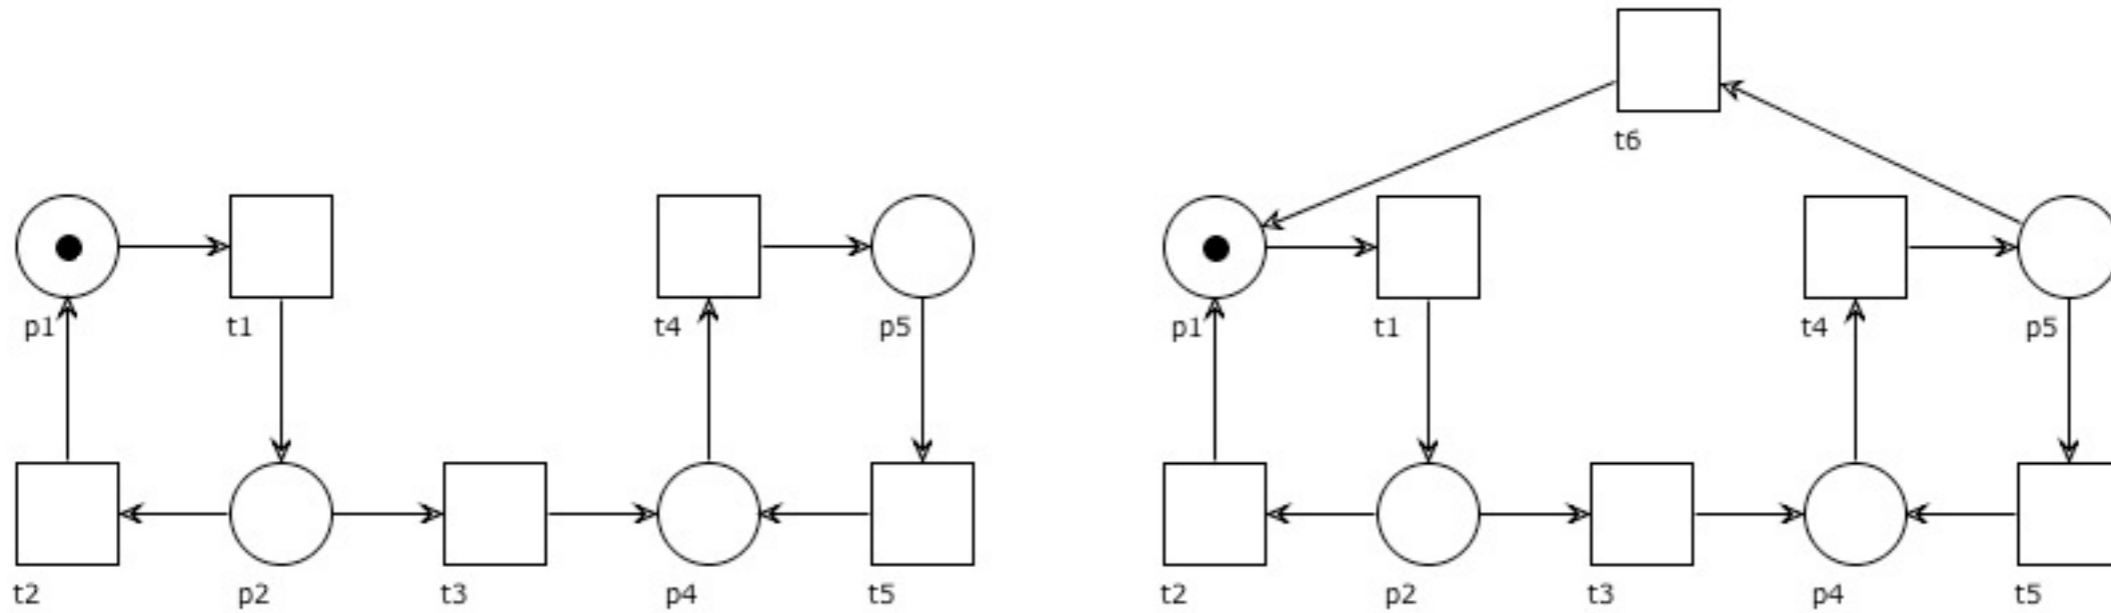 t6
p1 t1 t4 p5 p1 t1 t4 p5
t2 p2 t3 p4 t5 t2 p2 t3 p4 t5